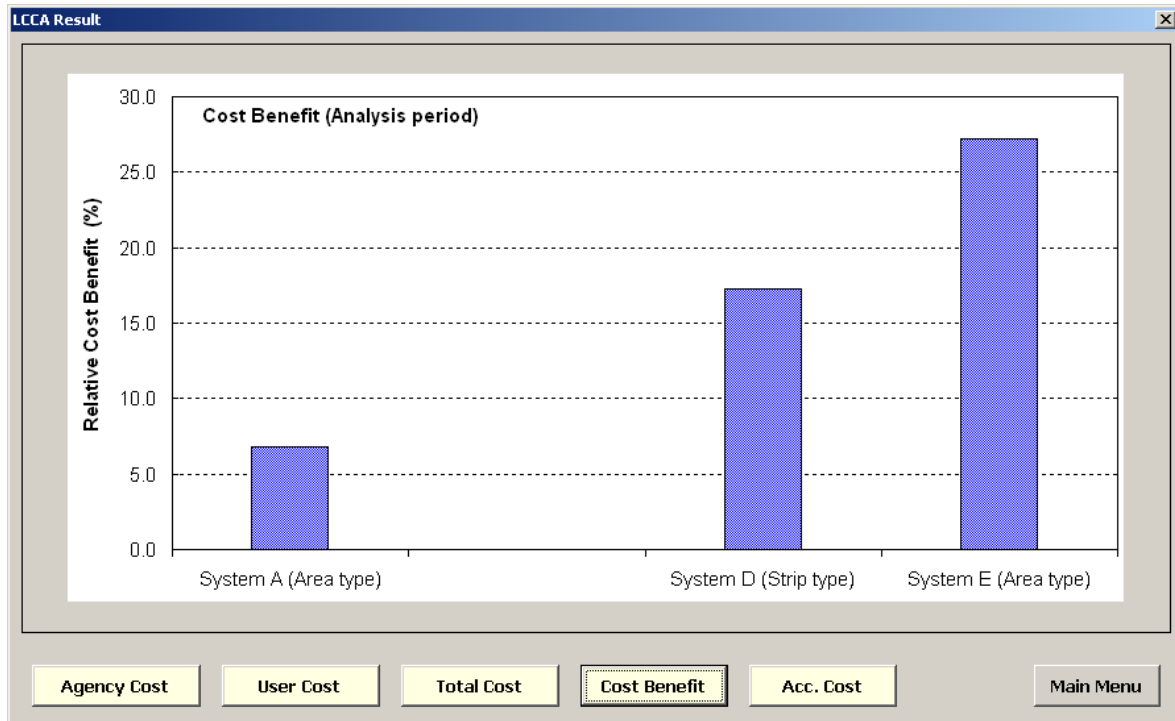 LCCA Result
Cost Benefit (Analysis period)
Relative Cost Benefit (%)
30.0
25.0
20.0
15.0
10.0
5.0
0.0
System A (Area type) System D (Strip type) System E (Area type)
Agency Cost User Cost Total Cost Cost Benefit Acc. Cost Main Menu